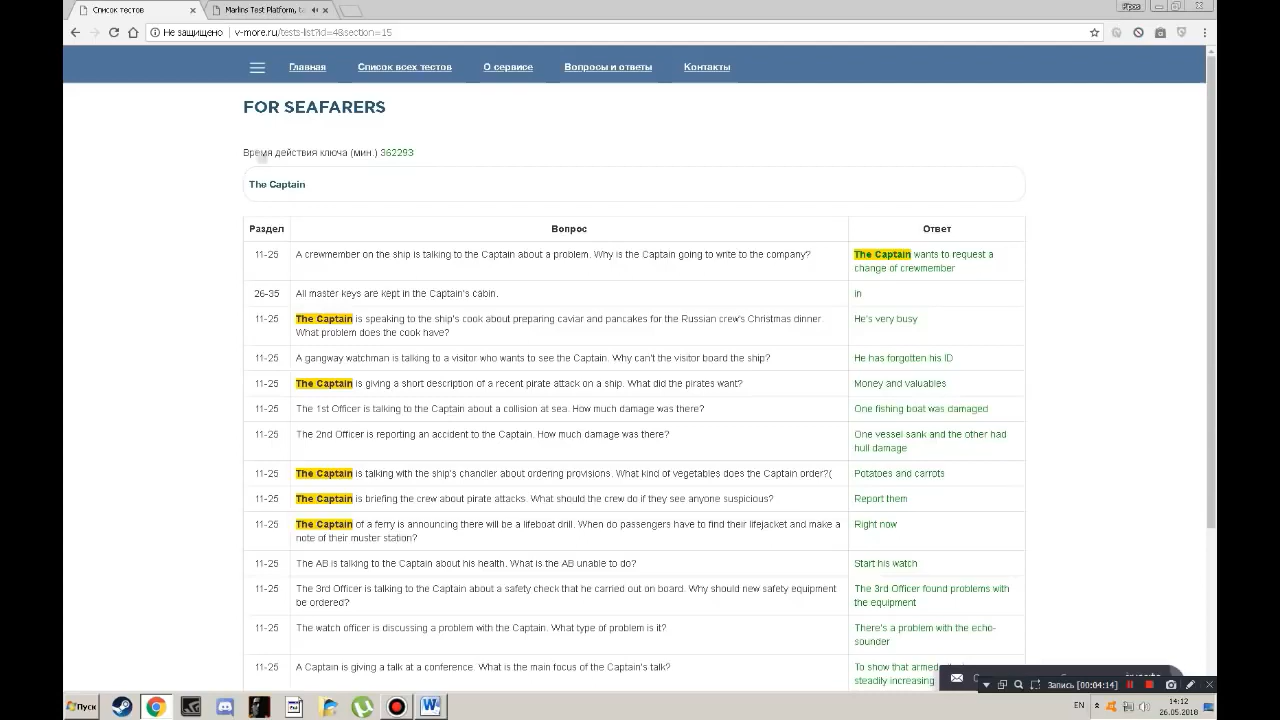 Список тестов
Marlins Test Platform, t
Pipos
Не защищено
v-more.ru/tests-list?id=4&section=15
Главная
Список всех тестов
О сервисе
Вопросы и ответы
Контакты
FOR SEAFARERS
Время действия ключа (мин.) 362293
The Captain
Раздел
Вопрос
Ответ
11-25
A crewmember on the ship is talking to the Captain about a problem. Why is the Captain going to write to the company?
The Captain wants to request a
change of crewmember
26-35
All master keys are kept in the Captain's cabin.
in
11-25
The Captain is speaking to the ship's cook about preparing caviar and pancakes for the Russian crew's Christmas dinner.
What problem does the cook have?
He's very busy
11-25
A gangway watchman is talking to a visitor who wants to see the Captain. Why can't the visitor board the ship?
He has forgotten his ID
11-25
The Captain is giving a short description of a recent pirate attack on a ship. What did the pirates want?
Money and valuables
11-25
The 1st Officer is talking to the Captain about a collision at sea. How much damage was there?
One fishing boat was damaged
11-25
The 2nd Officer is reporting an accident to the Captain. How much damage was there?
One vessel sank and the other had
hull damage
11-25
The Captain is talking with the ship's chandler about ordering provisions. What kind of vegetables does the Captain order?(
Potatoes and carrots
11-25
The Captain is briefing the crew about pirate attacks. What should the crew do if they see anyone suspicious?
Report them
11-25
The Captain of a ferry is announcing there will be a lifeboat drill. When do passengers have to find their lifejacket and make a
note of their muster station?
Right now
11-25
The AB is talking to the Captain about his health. What is the AB unable to do?
Start his watch
11-25
The 3rd Officer is talking to the Captain about a safety check that he carried out on board. Why should new safety equipment
be ordered?
The 3rd Officer found problems with
the equipment
11-25
The watch officer is discussing a problem with the Captain. What type of problem is it?
There's a problem with the echo-
sounder
11-25
A Captain is giving a talk at a conference. What is the main focus of the Captain's talk?
To show that armed
steadily increasing
Запись [00:04:14]
Пуск
EN
14:12
26.05.2018